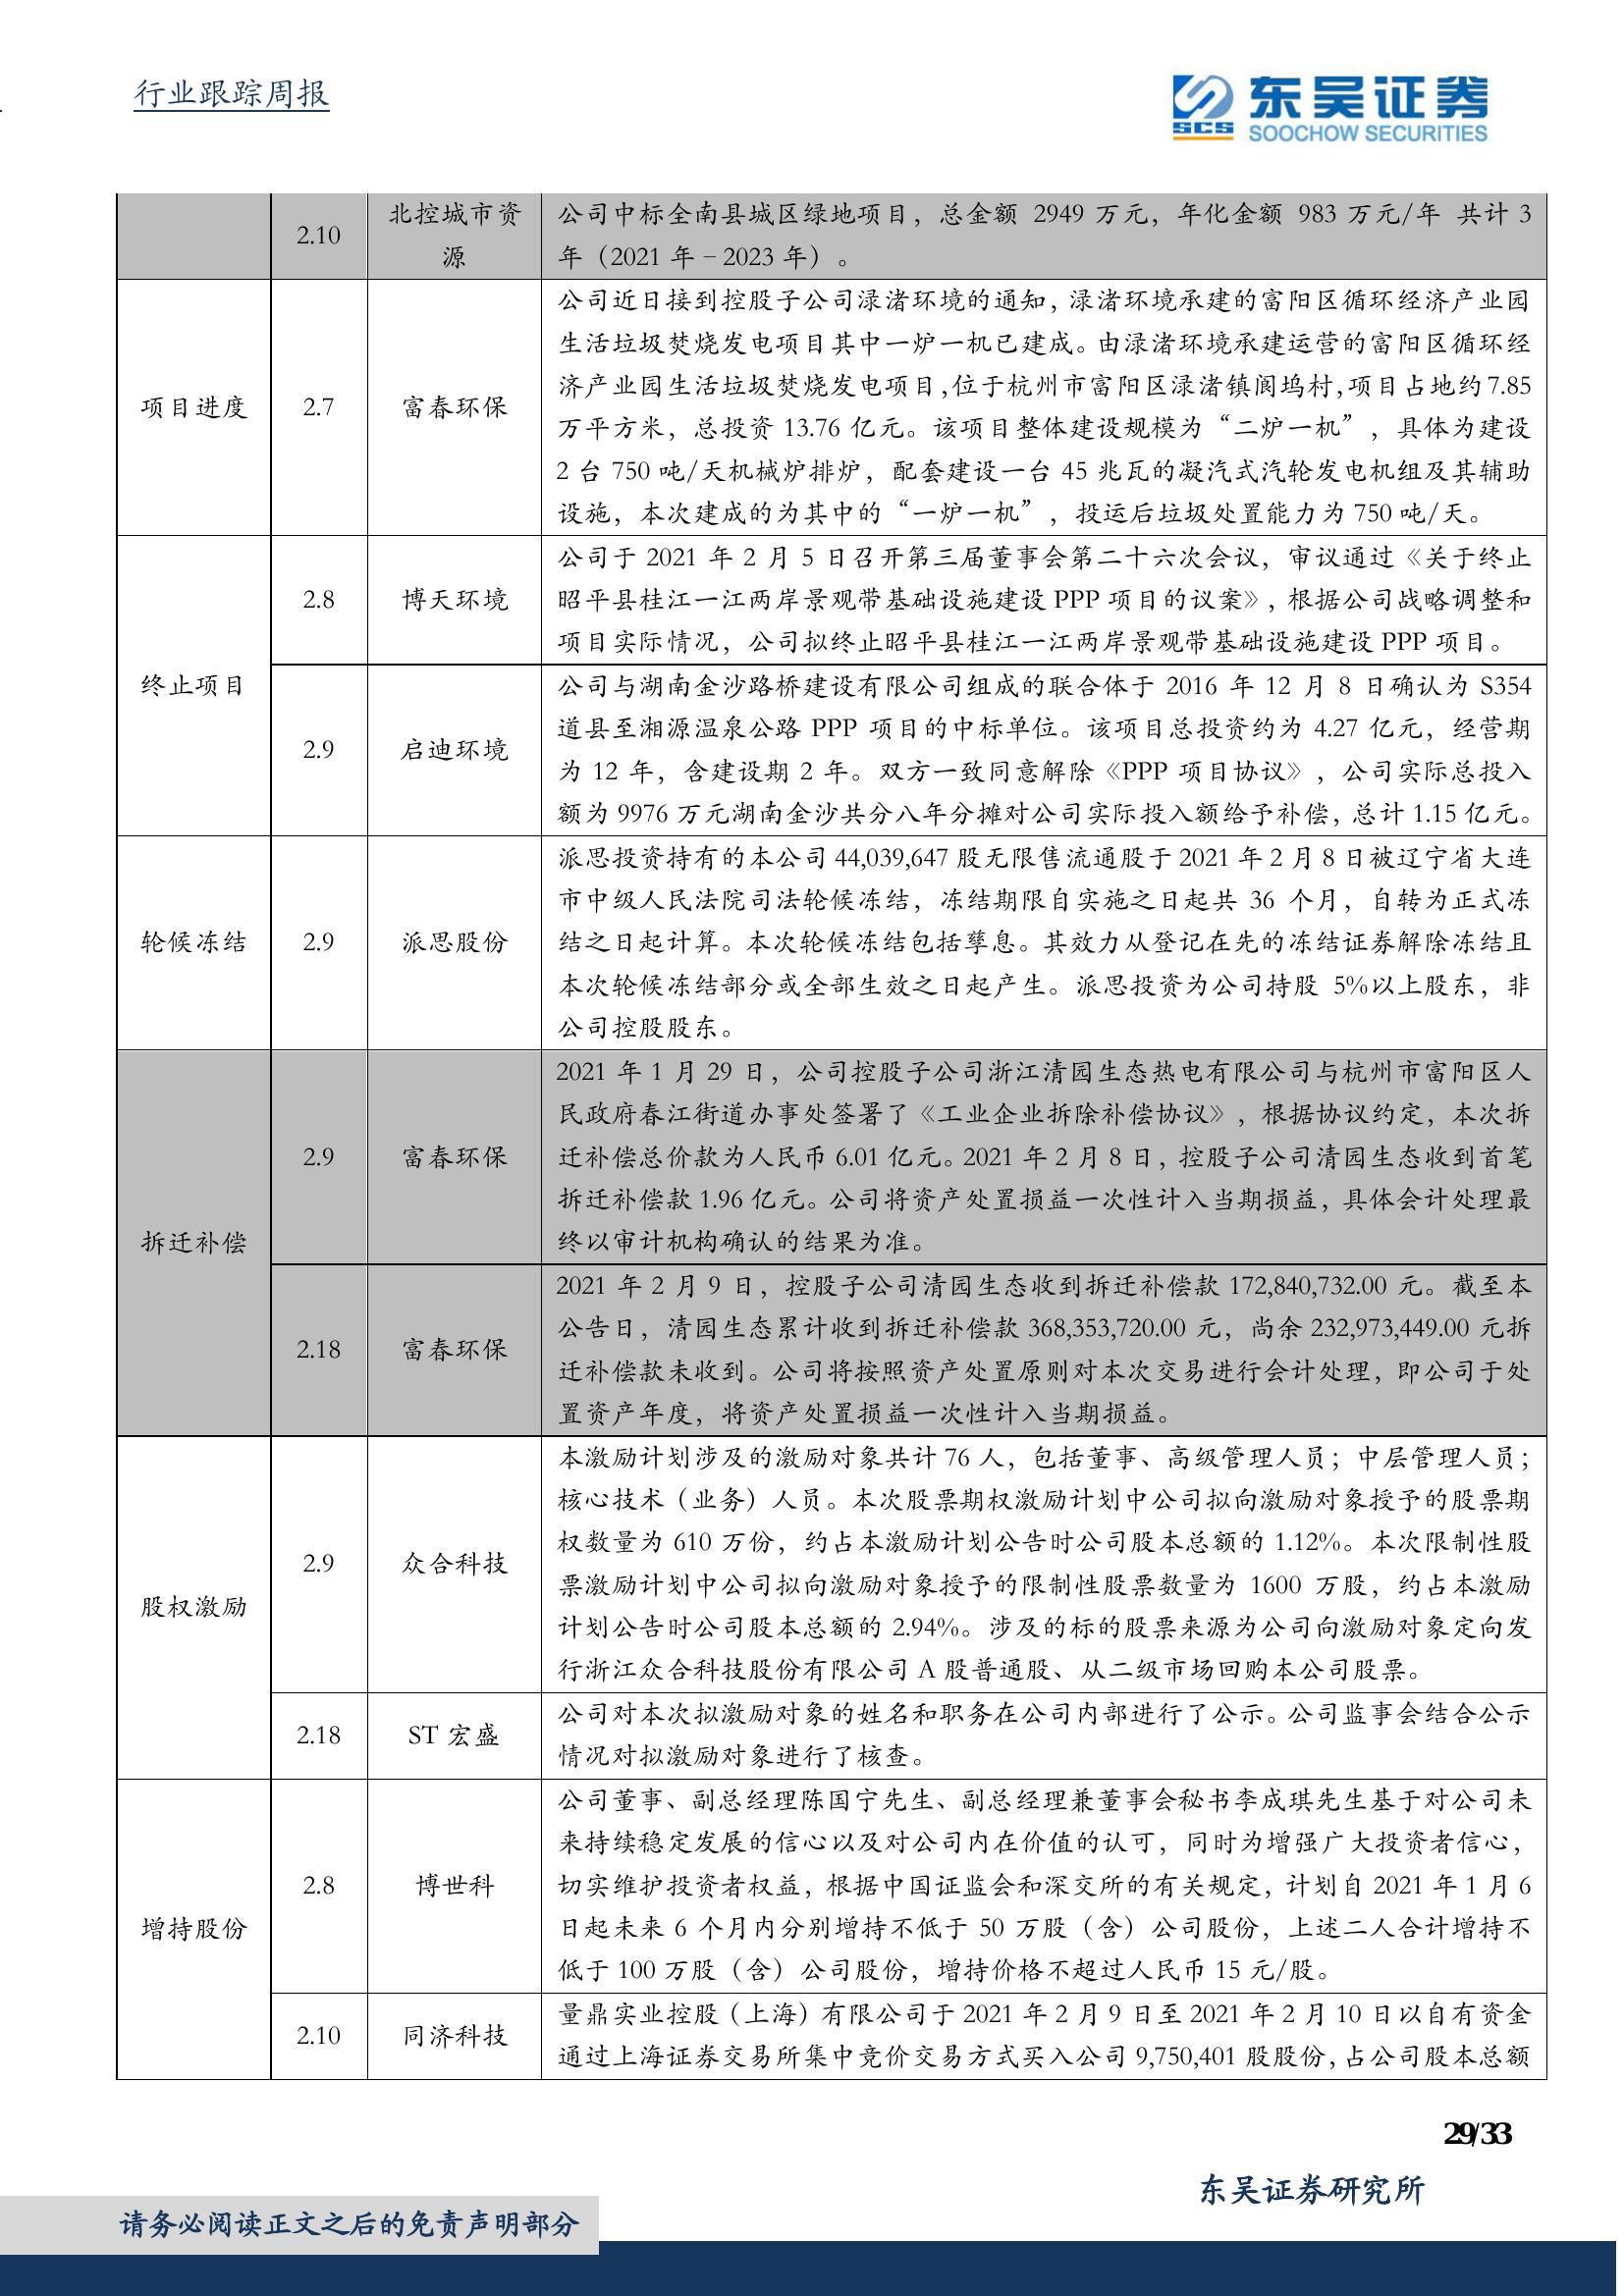 行业跟踪周报
东吴证券
SCS
SOOCHOW SECURITIES
2.10
北控城市资
源
公司中标全南县城区绿地项目，总金额 2949 万元，年化金额 983 万元/年 共计 3
年（2021 年 – 2023 年）。
项目进度
2.7
富春环保
公司近日接到控股子公司渌渚环境的通知，渌渚环境承建的富阳区循环经济产业园
生活垃圾焚烧发电项目其中一炉一机已建成。由渌渚环境承建运营的富阳区循环经
济产业园生活垃圾焚烧发电项目,位于杭州市富阳区渌渚镇阆坞村,项目占地约 7.85
万平方米，总投资 13.76 亿元。该项目整体建设规模为“二炉一机”，具体为建设
2 台 750 吨/天机械炉排炉，配套建设一台 45 兆瓦的凝汽式汽轮发电机组及其辅助
设施，本次建成的为其中的“一炉一机”，投运后垃圾处置能力为 750 吨/天。
终止项目
2.8
博天环境
公司于 2021 年 2 月 5 日召开第三届董事会第二十六次会议，审议通过《关于终止
昭平县桂江一江两岸景观带基础设施建设 PPP 项目的议案》，根据公司战略调整和
项目实际情况，公司拟终止昭平县桂江一江两岸景观带基础设施建设 PPP 项目。
2.9
启迪环境
公司与湖南金沙路桥建设有限公司组成的联合体于 2016 年 12 月 8 日确认为 S354
道县至湘源温泉公路 PPP 项目的中标单位。该项目总投资约为 4.27 亿元，经营期
为 12 年，含建设期 2 年。双方一致同意解除《PPP 项目协议》，公司实际总投入
额为 9976 万元湖南金沙共分八年分摊对公司实际投入额给予补偿，总计 1.15 亿元。
轮候冻结
2.9
派思股份
派思投资持有的本公司 44,039,647 股无限售流通股于 2021 年 2 月 8 日被辽宁省大连
市中级人民法院司法轮候冻结，冻结期限自实施之日起共 36 个月，自转为正式冻
结之日起计算。本次轮候冻结包括孳息。其效力从登记在先的冻结证券解除冻结且
本次轮候冻结部分或全部生效之日起产生。派思投资为公司持股 5%以上股东，非
公司控股股东。
拆迁补偿
2.9
富春环保
2021 年 1 月 29 日，公司控股子公司浙江清园生态热电有限公司与杭州市富阳区人
民政府春江街道办事处签署了《工业企业拆除补偿协议》，根据协议约定，本次拆
迁补偿总价款为人民币 6.01 亿元。2021 年 2 月 8 日，控股子公司清园生态收到首笔
拆迁补偿款 1.96 亿元。公司将资产处置损益一次性计入当期损益，具体会计处理最
终以审计机构确认的结果为准。
2.18
富春环保
2021 年 2 月 9 日，控股子公司清园生态收到拆迁补偿款 172,840,732.00 元。截至本
公告日，清园生态累计收到拆迁补偿款 368,353,720.00 元，尚余 232,973,449.00 元拆
迁补偿款未收到。公司将按照资产处置原则对本次交易进行会计处理，即公司于处
置资产年度，将资产处置损益一次性计入当期损益。
股权激励
2.9
众合科技
本激励计划涉及的激励对象共计 76 人，包括董事、高级管理人员；中层管理人员；
核心技术（业务）人员。本次股票期权激励计划中公司拟向激励对象授予的股票期
权数量为 610 万份，约占本激励计划公告时公司股本总额的 1.12%。本次限制性股
票激励计划中公司拟向激励对象授予的限制性股票数量为 1600 万股，约占本激励
计划公告时公司股本总额的 2.94%。涉及的标的股票来源为公司向激励对象定向发
行浙江众合科技股份有限公司 A 股普通股、从二级市场回购本公司股票。
2.18
ST 宏盛
公司对本次拟激励对象的姓名和职务在公司内部进行了公示。公司监事会结合公示
情况对拟激励对象进行了核查。
增持股份
2.8
博世科
公司董事、副总经理陈国宁先生、副总经理兼董事会秘书李成琪先生基于对公司未
来持续稳定发展的信心以及对公司内在价值的认可，同时为增强广大投资者信心，
切实维护投资者权益，根据中国证监会和深交所的有关规定，计划自 2021 年 1 月 6
日起未来 6 个月内分别增持不低于 50 万股（含）公司股份，上述二人合计增持不
低于 100 万股（含）公司股份，增持价格不超过人民币 15 元/股。
2.10
同济科技
量鼎实业控股（上海）有限公司于 2021 年 2 月 9 日至 2021 年 2 月 10 日以自有资金
通过上海证券交易所集中竞价交易方式买入公司 9,750,401 股股份，占公司股本总额
29/33
东吴证券研究所
请务必阅读正文之后的免责声明部分